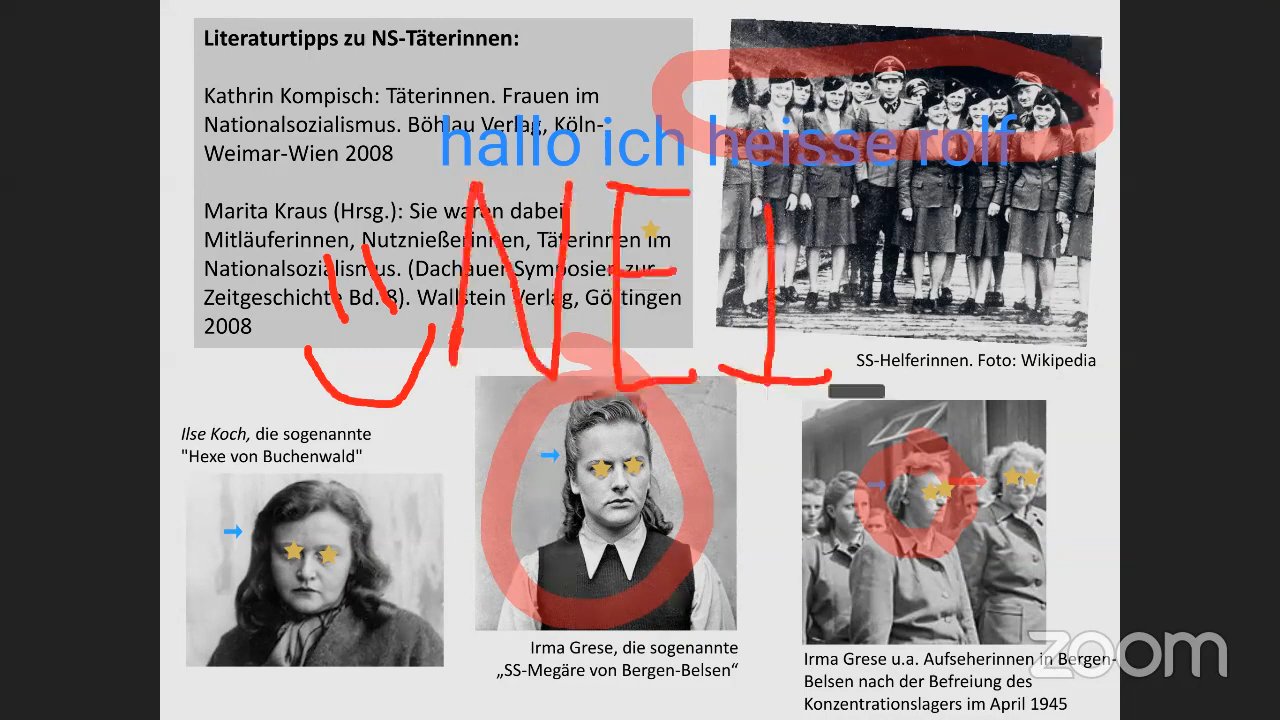 Literaturtipps zu NS-Täterinnen:
Kathrin Kompisch: Täterinnen. Frauen im
Nationalsozialismus. Böhlau Verlag, Köln-
Weimar-Wien 2008
hallo ich heisse rolf
Marita Kraus (Hrsg.): Sie waren dabei.
Mitläuferinnen, Nutznießerinnen, Täterinnen im
Nationalsozialismus. (Dachauer Symposien zur
Zeitgeschichte Bd. 8). Wallstein Verlag, Göttingen
2008
NEI
SS-Helferinnen. Foto: Wikipedia
Ilse Koch, die sogenannte
"Hexe von Buchenwald"
Irma Grese, die sogenannte
„SS-Megäre von Bergen-Belsen“
Irma Grese u.a. Aufseherinnen in Bergen-
Belsen nach der Befreiung des
Konzentrationslagers im April 1945
zoom